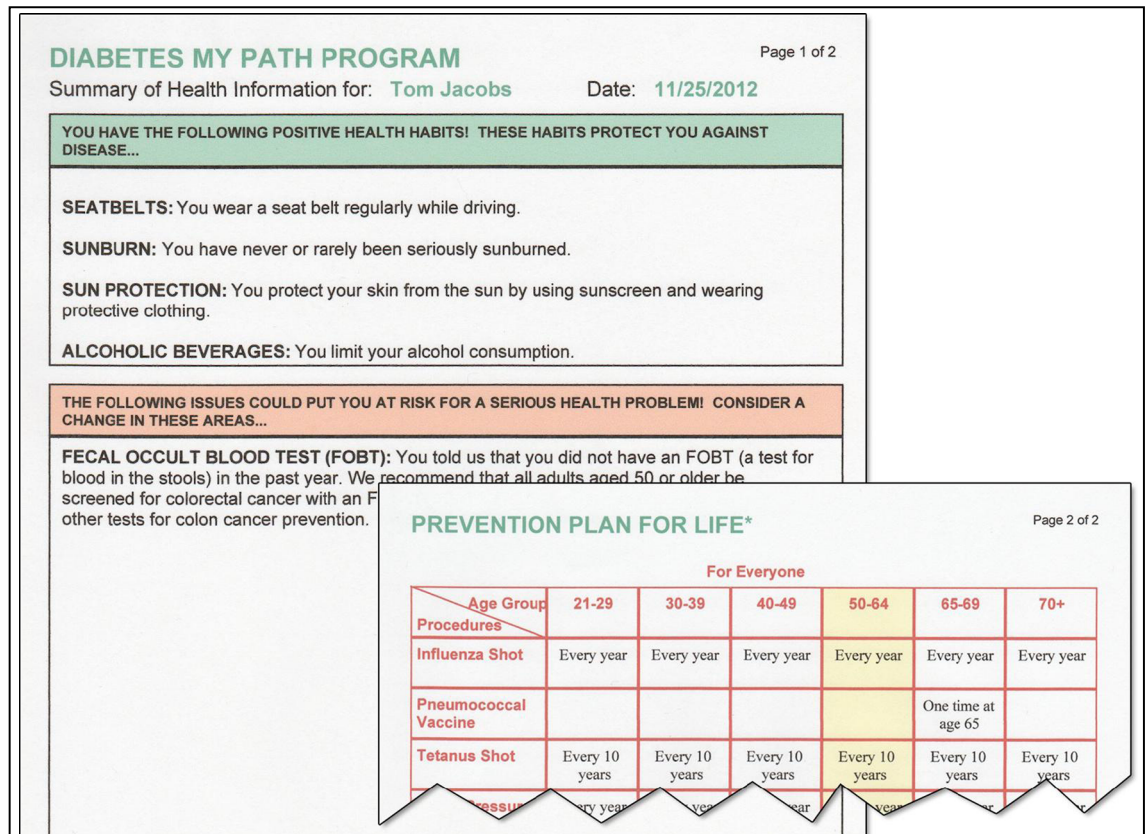 DIABETES MY PATH PROGRAM
Page 1 of 2
Summary of Health Information for: Tom Jacobs Date: 11/25/2012
YOU HAVE THE FOLLOWING POSITIVE HEALTH HABITS! THESE HABITS PROTECT YOU AGAINST
DISEASE...
SEATBELTS: You wear a seat belt regularly while driving.
SUNBURN: You have never or rarely been seriously sunburned.
SUN PROTECTION: You protect your skin from the sun by using sunscreen and wearing
protective clothing.
ALCOHOLIC BEVERAGES: You limit your alcohol consumption.
THE FOLLOWING ISSUES COULD PUT YOU AT RISK FOR A SERIOUS HEALTH PROBLEM! CONSIDER A
CHANGE IN THESE AREAS...
FECAL OCCULT BLOOD TEST (FOBT): You told us that you did not have an FOBT (a test for
blood in the stools) in the past year. We recommend that all adults aged 50 or older be
screened for colorectal cancer with an
other tests for colon cancer prevention.
PREVENTION PLAN FOR LIFE*
Page 2 of 2
For Everyone
Age Group 21-29 30-39 40-49 50-64 65-69 70+
Procedures
Influenza Shot Every year Every year Every year Every year Every year Every year
Pneumococcal
Vaccine
One time at
age 65
Tetanus Shot Every 10 Every 10 Every 10 Every 10 Every 10 Every 10
years years years years years years